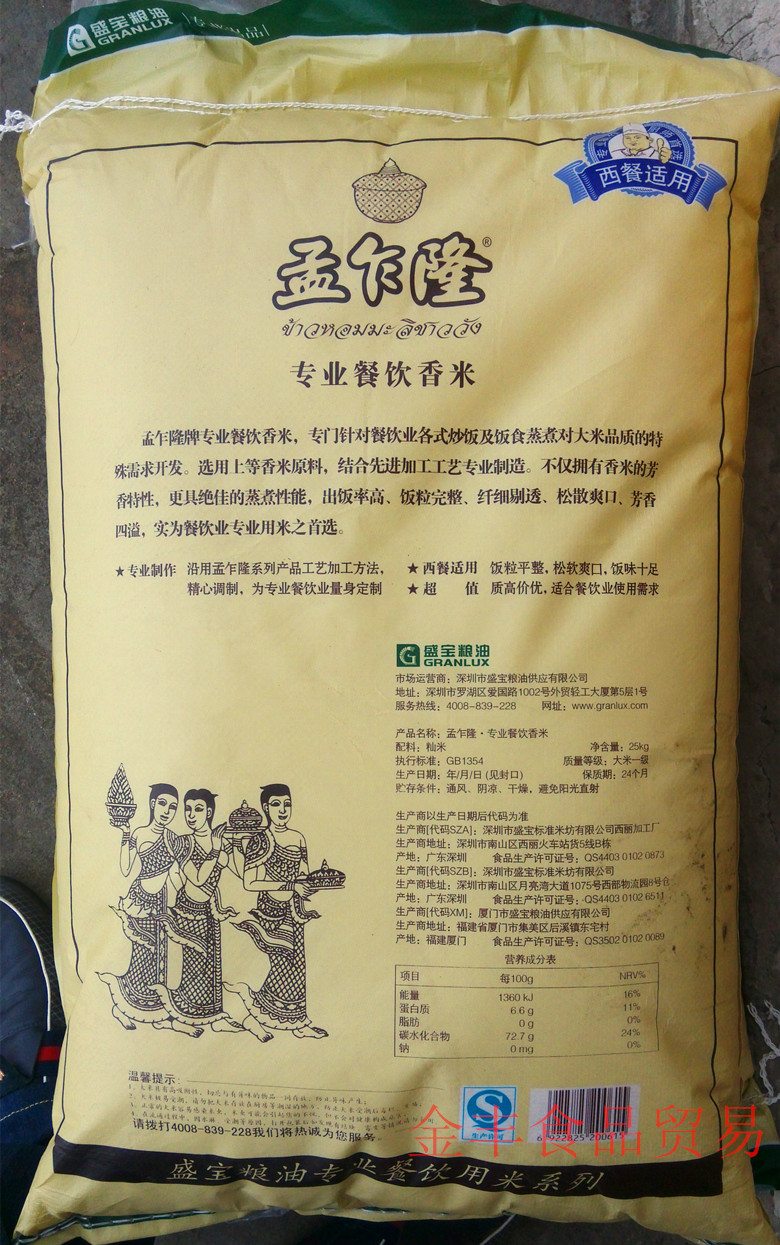 盛宝粮油
GRANLUX
西餐适用
孟乍隆®
ข้าวหอมมะลิชาววัง
专业餐饮香米
孟乍隆牌专业餐饮香米，专门针对餐饮业各式炒饭及饭食蒸煮对大米品质的特
殊需求开发。选用上等香米原料，结合先进加工工艺专业制造。不仅拥有香米的芳
香特性，更具绝佳的蒸煮性能，出饭率高、饭粒完整、纤细剔透、松散爽口、芳香
四溢，实为餐饮业专业用米之首选。
★专业制作 沿用孟乍隆系列产品工艺加工方法，
精心调制，为专业餐饮业量身定制
★西餐适用 饭粒平整，松软爽口，饭味十足
★超 值 质高价优，适合餐饮业使用需求
盛宝粮油
GRANLUX
市场运营商：深圳市盛宝粮油供应有限公司
地址：深圳市罗湖区爱国路1002号外贸轻工大厦第5层1号
服务热线：4008-839-228 网址：www.granlux.com
产品名称：孟乍隆·专业餐饮香米
配料：籼米 净含量：25kg
执行标准：GB1354 质量等级：大米一级
生产日期：年/月/日 (见封口) 保质期：24个月
贮存条件：通风、阴凉、干燥，避免阳光直射
生产商以生产日期后代码为准
生产商[代码SZA]：深圳市盛宝标准米坊有限公司西丽加工厂
生产商地址：深圳市南山区西丽火车站货5线B栋
产地：广东深圳 食品生产许可证号：QS4403 0102 0873
生产商[代码SZB]：深圳市盛宝标准米坊有限公司
生产商地址：深圳市南山区月亮湾大道1075号西部物流园8号仓
产地：广东深圳 食品生产许可证号：QS4403 0102 6511
生产商[代码XM]：厦门市盛宝粮油供应有限公司
生产商地址：福建省厦门市集美区后溪镇东宅村
产地：福建厦门 食品生产许可证号：QS3502 0102 0089
营养成分表
项目 每100g NRV%
能量 1360 kJ 16%
蛋白质 6.6 g 11%
脂肪 0 g 0%
碳水化合物 72.7 g 24%
钠 0 mg 0%
温馨提示：
请拨打4008-839-228我们将热诚为您服务
生产许可
6 922825 200615
金丰食品贸易
盛宝粮油专业餐饮用米系列